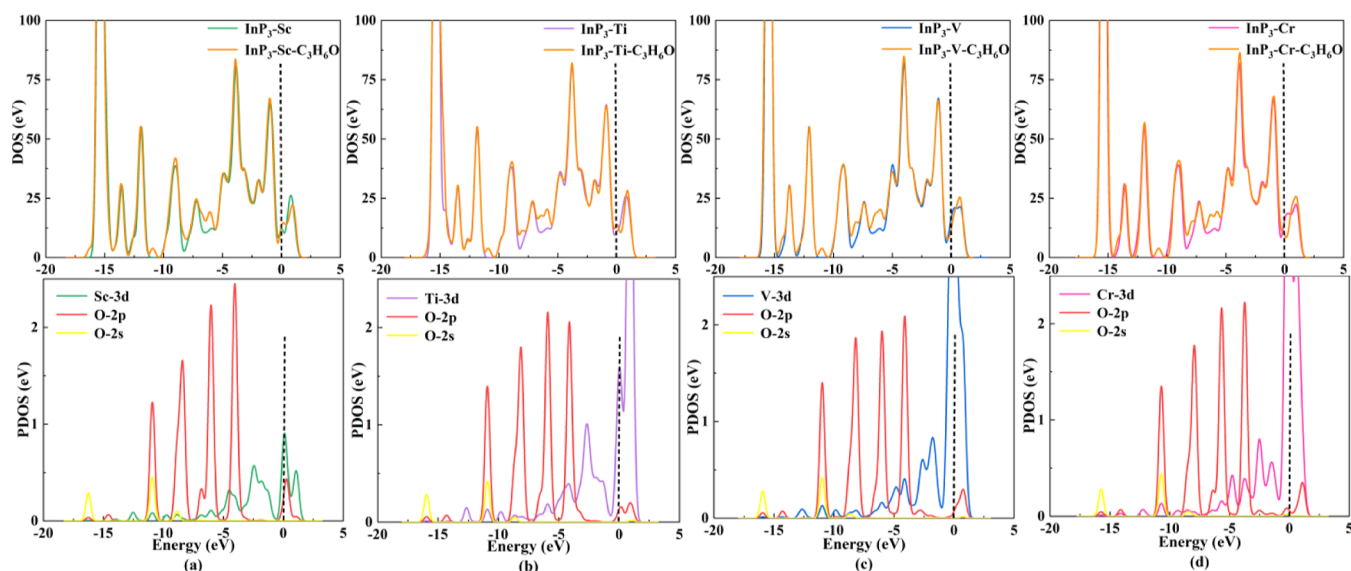 InP3-Sc
InP3-Sc-C3H6O
DOS (eV)
100
75
50
25
0
-20 -15 -10 -5 0 5
InP3-Ti
InP3-Ti-C3H6O
DOS (eV)
100
75
50
25
0
-20 -15 -10 -5 0 5
InP3-V
InP3-V-C3H6O
DOS (eV)
100
75
50
25
0
-20 -15 -10 -5 0 5
InP3-Cr
InP3-Cr-C3H6O
DOS (eV)
100
75
50
25
0
-20 -15 -10 -5 0 5
Sc-3d
O-2p
O-2s
PDOS (eV)
2
1
0
-20 -15 -10 -5 0 5
Energy (eV)
(a)
Ti-3d
O-2p
O-2s
PDOS (eV)
2
1
0
-20 -15 -10 -5 0 5
Energy (eV)
(b)
V-3d
O-2p
O-2s
PDOS (eV)
2
1
0
-20 -15 -10 -5 0 5
Energy (eV)
(c)
Cr-3d
O-2p
O-2s
PDOS (eV)
2
1
0
-20 -15 -10 -5 0 5
Energy (eV)
(d)